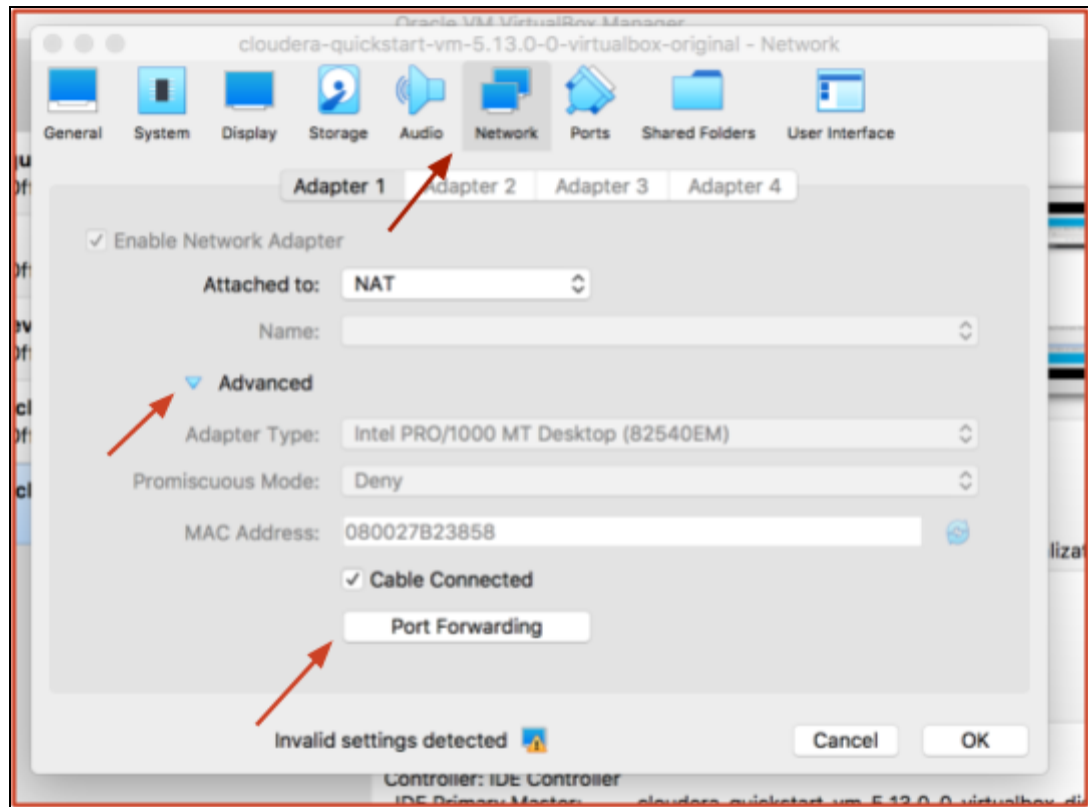 Oracle VM VirtualBox Manager
cloudera-quickstart-vm-5.13.0-0-virtualbox-original - Network
General System Display Storage Audio Network Ports Shared Folders User Interface
Adapter 1 Adapter 2 Adapter 3 Adapter 4
Enable Network Adapter
Attached to: NAT
Name:
Advanced
Adapter Type: Intel PRO/1000 MT Desktop (82540EM)
Promiscuous Mode: Deny
MAC Address: 080027B23858
Cable Connected
Port Forwarding
Invalid settings detected
Cancel OK
Controller: IDE Controller
IDE Primary Master: